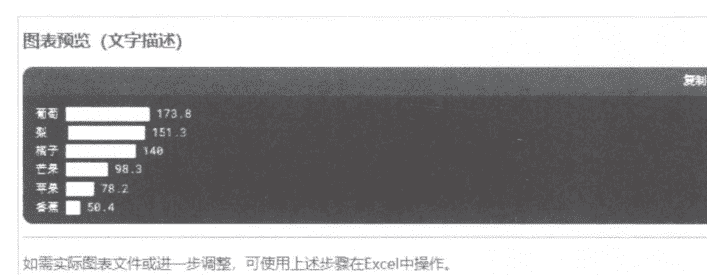 图表预览（文字描述）
复制
葡萄 173.8
梨 151.3
橘子 140
芒果 98.3
苹果 78.2
香蕉 50.4
如需实际图表文件或进一步调整，可使用上述步骤在Excel中操作。